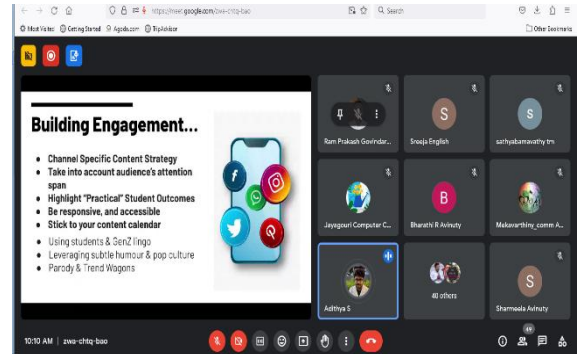 https://meet.google.com/zwa-chtq-bao
Search
Most Visited
Getting Started
Agoda.com
TripAdvisor
Other Bookmarks
Building Engagement...
Channel Specific Content Strategy
Take into account audience's attention
span
Highlight "Practical" Student Outcomes
Be responsive, and accessible
Stick to your content calendar
Using students & GenZ lingo
Leveraging subtle humour & pop culture
Parody & Trend Wagons
Ram Prakash Govindar...
S
Sreeja English
S
sathyabamavathy tm
Jayagouri Computer C...
B
Bharathi R Avinuty
Mekavarthiny_comm A...
Adithya S
40 others
S
Sharmeela Avinuty
10:10 AM | zwa-chtq-bao
49